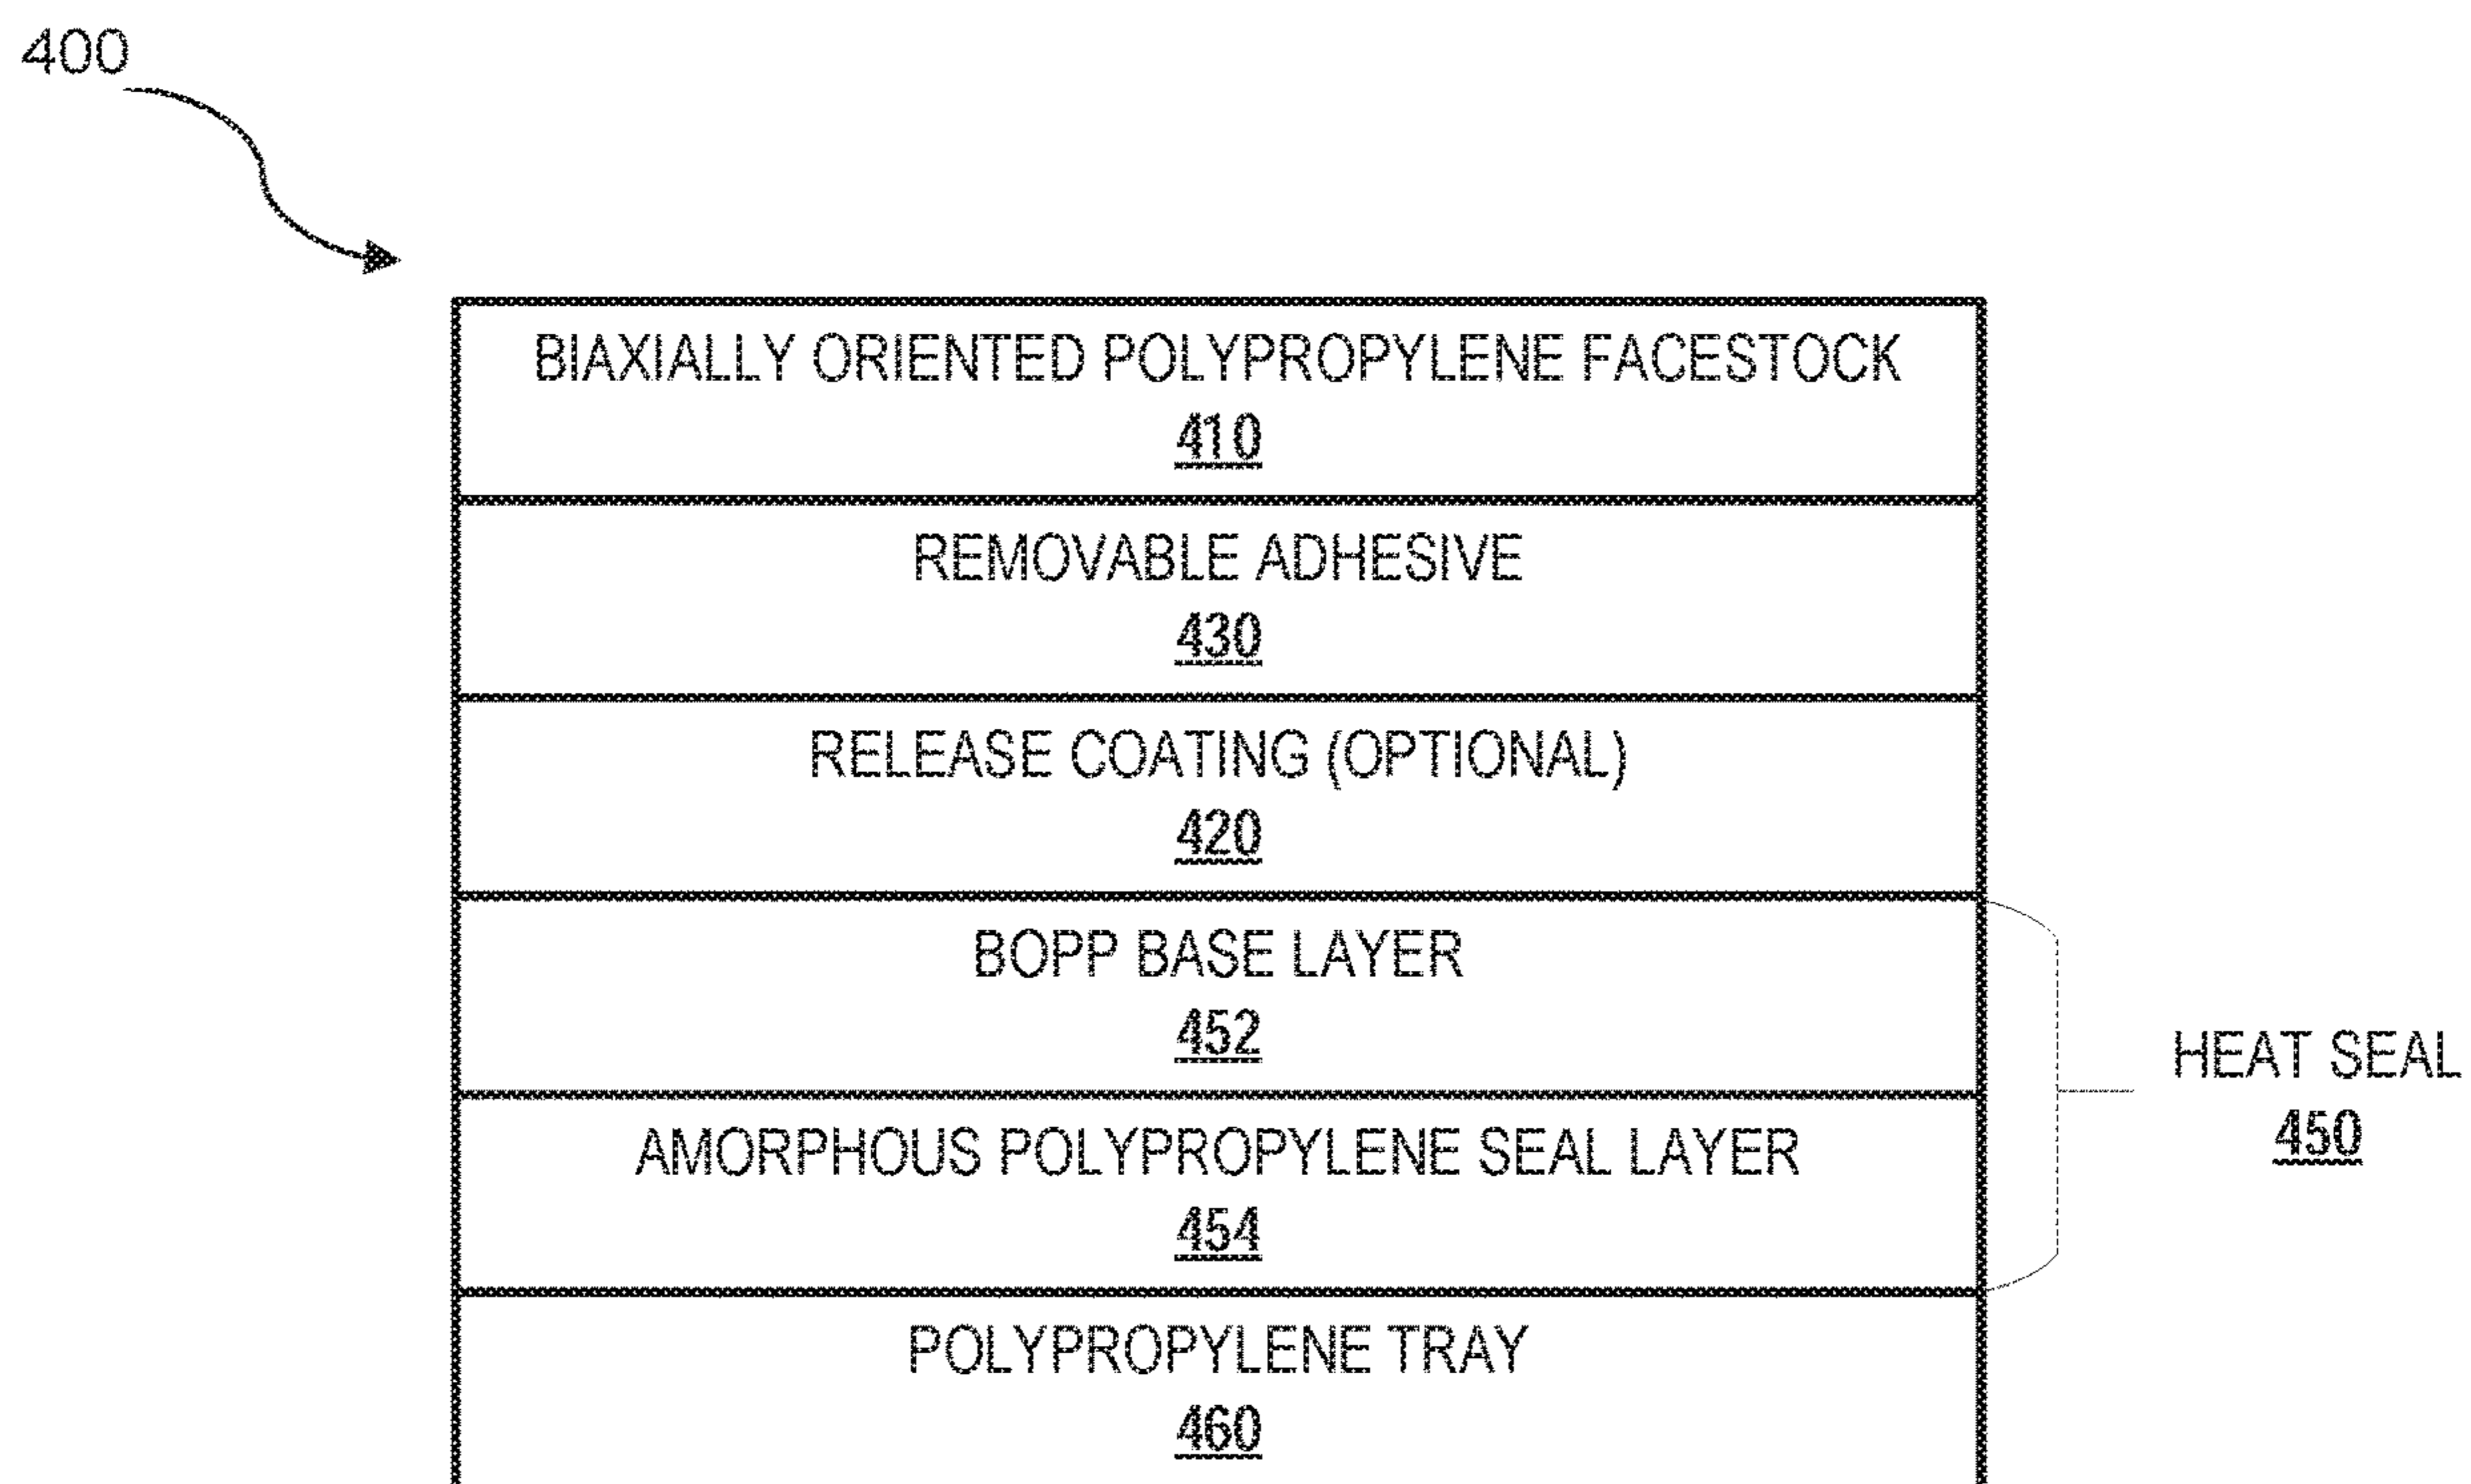 400
BIAXIALLY ORIENTED POLYPROPYLENE FACESTOCK
410
REMOVABLE ADHESIVE
430
RELEASE COATING (OPTIONAL)
420
BOPP BASE LAYER
452
AMORPHOUS POLYPROPYLENE SEAL LAYER
454
HEAT SEAL
450
POLYPROPYLENE TRAY
460